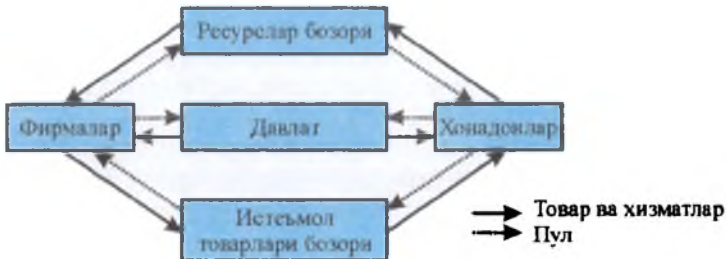 Ресурслар бозори
Фирмалар
Давлат
Хонадонлар
Истеъмол
товарлари бозори
Товар ва хизматлар
Пул